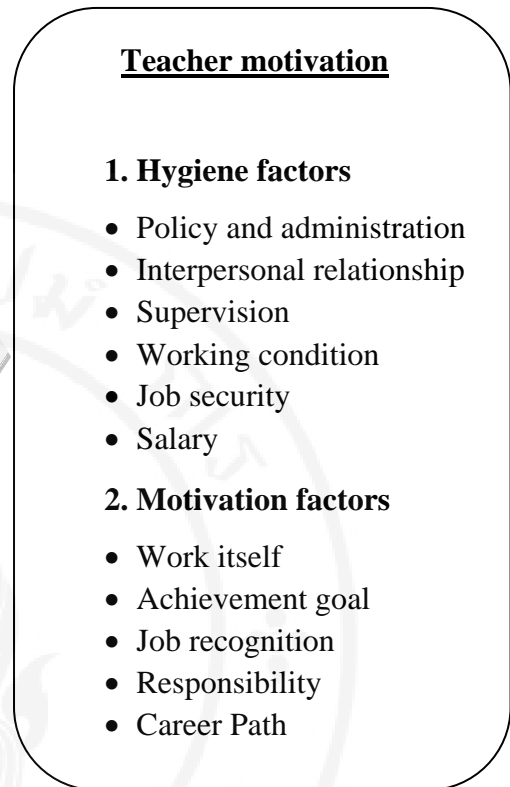 Teacher motivation
1. Hygiene factors
• Policy and administration
• Interpersonal relationship
• Supervision
• Working condition
• Job security
• Salary
2. Motivation factors
• Work itself
• Achievement goal
• Job recognition
• Responsibility
• Career Path